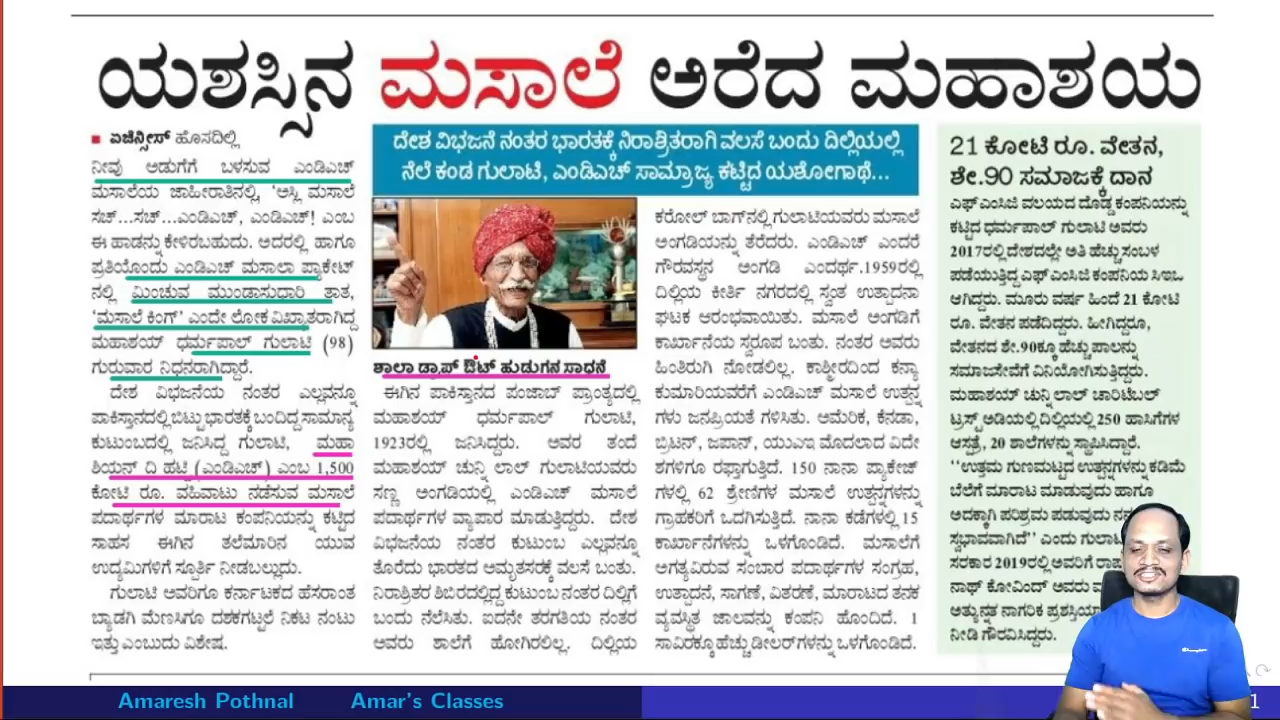 ಯಶಸ್ಸಿನ ಮಸಾಲೆ ಅರೆದ ಮಹಾಶಯ
■ ಏಜೆನ್ಸೀಸ್ ಹೊಸದಿಲ್ಲಿ
ನೀವು ಅಡುಗೆಗೆ ಬಳಸುವ ಎಂಡಿಎಚ್
ಮಸಾಲೆಯ ಜಾಹೀರಾತಿನಲ್ಲಿ, 'ಅಸ್ಲಿ ಮಸಾಲೆ
ಸಚ್...ಸಚ್...ಎಂಡಿಎಚ್, ಎಂಡಿಎಚ್! ಎಂಬ
ಈ ಹಾಡನ್ನು ಕೇಳಿರಬಹುದು. ಅದರಲ್ಲಿ ಹಾಗೂ
ಪ್ರತಿಯೊಂದು ಎಂಡಿಎಚ್ ಮಸಾಲಾ ಪ್ಯಾಕೇಟ್
ನಲ್ಲಿ ಮಿಂಚುವ ಮುಂಡಾಸುಧಾರಿ ತಾತ,
'ಮಸಾಲೆ ಕಿಂಗ್' ಎಂದೇ ಲೋಕವಿಖ್ಯಾತರಾಗಿದ್ದ
ಮಹಾಶಯ್ ಧರ್ಮಪಾಲ್ ಗುಲಾಟಿ (98)
ಗುರುವಾರ ನಿಧನರಾಗಿದ್ದಾರೆ.
ದೇಶ ವಿಭಜನೆಯ ನಂತರ ಎಲ್ಲವನ್ನೂ
ಪಾಕಿಸ್ತಾನದಲ್ಲಿ ಬಿಟ್ಟು ಭಾರತಕ್ಕೆ ಬಂದಿದ್ದ ಸಾಮಾನ್ಯ
ಕುಟುಂಬದಲ್ಲಿ ಜನಿಸಿದ್ದ ಗುಲಾಟಿ, ಮಹಾ
ಶಿಯನ್ ದಿ ಹಟ್ಟಿ (ಎಂಡಿಎಚ್) ಎಂಬ 1,500
ಕೋಟಿ ರೂ. ವಹಿವಾಟು ನಡೆಸುವ ಮಸಾಲೆ
ಪದಾರ್ಥಗಳ ಮಾರಾಟ ಕಂಪನಿಯನ್ನು ಕಟ್ಟಿದ
ಸಾಹಸ ಈಗಿನ ತಲೆಮಾರಿನ ಯುವ
ಉದ್ಯಮಿಗಳಿಗೆ ಸ್ಫೂರ್ತಿ ನೀಡಬಲ್ಲುದು.
ಗುಲಾಟಿ ಅವರಿಗೂ ಕರ್ನಾಟಕದ ಹೆಸರಾಂತ
ಬ್ಯಾಡಗಿ ಮೆಣಸಿಗೂ ದಶಕಗಟ್ಟಲೆ ನಿಕಟ ನಂಟು
ಇತ್ತು ಎಂಬುದು ವಿಶೇಷ.
ದೇಶ ವಿಭಜನೆ ನಂತರ ಭಾರತಕ್ಕೆ ನಿರಾಶ್ರಿತರಾಗಿ ವಲಸೆ ಬಂದು ದಿಲ್ಲಿಯಲ್ಲಿ
ನೆಲೆ ಕಂಡ ಗುಲಾಟಿ, ಎಂಡಿಎಚ್ ಸಾಮ್ರಾಜ್ಯ ಕಟ್ಟಿದ ಯಶೋಗಾಥೆ...
ಶಾಲಾ ಡ್ರಾಪ್ ಔಟ್ ಹುಡುಗನ ಸಾಧನೆ
ಈಗಿನ ಪಾಕಿಸ್ತಾನದ ಪಂಜಾಬ್ ಪ್ರಾಂತ್ಯದಲ್ಲಿ
ಮಹಾಶಯ್ ಧರ್ಮಪಾಲ್ ಗುಲಾಟಿ,
1923ರಲ್ಲಿ ಜನಿಸಿದ್ದರು. ಅವರ ತಂದೆ
ಮಹಾಶಯ್ ಚುನ್ನಿ ಲಾಲ್ ಗುಲಾಟಿಯವರು
ಸಣ್ಣ ಅಂಗಡಿಯಲ್ಲಿ ಎಂಡಿಎಚ್ ಮಸಾಲೆ
ಪದಾರ್ಥಗಳ ವ್ಯಾಪಾರ ಮಾಡುತ್ತಿದ್ದರು. ದೇಶ
ವಿಭಜನೆಯ ನಂತರ ಕುಟುಂಬ ಎಲ್ಲವನ್ನೂ
ತೊರೆದು ಭಾರತದ ಅಮೃತಸರಕ್ಕೆ ವಲಸೆ ಬಂತು.
ನಿರಾಶ್ರಿತರ ಶಿಬಿರದಲ್ಲಿದ್ದ ಕುಟುಂಬ ನಂತರ ದಿಲ್ಲಿಗೆ
ಬಂದು ನೆಲೆಸಿತು. ಐದನೇ ತರಗತಿಯ ನಂತರ
ಅವರು ಶಾಲೆಗೆ ಹೋಗಿರಲಿಲ್ಲ. ದಿಲ್ಲಿಯ
ಕರೋಲ್ ಬಾಗ್‌ನಲ್ಲಿ ಗುಲಾಟಿಯವರು ಮಸಾಲೆ
ಅಂಗಡಿಯನ್ನು ತೆರೆದರು. ಎಂಡಿಎಚ್ ಎಂದರೆ
ಗೌರವಸ್ಥನ ಅಂಗಡಿ ಎಂದರ್ಥ.1959ರಲ್ಲಿ
ದಿಲ್ಲಿಯ ಕೀರ್ತಿ ನಗರದಲ್ಲಿ ಸ್ವಂತ ಉತ್ಪಾದನಾ
ಘಟಕ ಆರಂಭವಾಯಿತು. ಮಸಾಲೆ ಅಂಗಡಿಗೆ
ಕಾರ್ಖಾನೆಯ ಸ್ವರೂಪ ಬಂತು. ನಂತರ ಅವರು
ಹಿಂತಿರುಗಿ ನೋಡಲಿಲ್ಲ. ಕಾಶ್ಮೀರದಿಂದ ಕನ್ಯಾ
ಕುಮಾರಿಯವರೆಗೆ ಎಂಡಿಎಚ್ ಮಸಾಲೆ ಉತ್ಪನ್ನ
ಗಳು ಜನಪ್ರಿಯತೆ ಗಳಿಸಿತು. ಅಮೆರಿಕ, ಕೆನಡಾ,
ಬ್ರಿಟನ್, ಜಪಾನ್, ಯುಎಇ ಮೊದಲಾದ ವಿದೇ
ಶಗಳಿಗೂ ರಫ್ತಾಗುತ್ತಿದೆ. 150 ನಾನಾ ಪ್ಯಾಕೇಜ್
ಗಳಲ್ಲಿ 62 ಶ್ರೇಣಿಗಳ ಮಸಾಲೆ ಉತ್ಪನ್ನಗಳನ್ನು
ಗ್ರಾಹಕರಿಗೆ ಒದಗಿಸುತ್ತಿದೆ. ನಾನಾ ಕಡೆಗಳಲ್ಲಿ 15
ಕಾರ್ಖಾನೆಗಳನ್ನು ಒಳಗೊಂಡಿದೆ. ಮಸಾಲೆಗೆ
ಅಗತ್ಯವಿರುವ ಸಂಬಾರ ಪದಾರ್ಥಗಳ ಸಂಗ್ರಹ,
ಉತ್ಪಾದನೆ, ಸಾಗಣೆ, ವಿತರಣೆ, ಮಾರಾಟದ ತನಕ
ವ್ಯವಸ್ಥಿತ ಜಾಲವನ್ನು ಕಂಪನಿ ಹೊಂದಿದೆ. 1
ಸಾವಿರಕ್ಕೂ ಹೆಚ್ಚು ಡೀಲರ್‌ಗಳನ್ನು ಒಳಗೊಂಡಿದೆ.
21 ಕೋಟಿ ರೂ. ವೇತನ,
ಶೇ.90 ಸಮಾಜಕ್ಕೆ ದಾನ
ಎಫ್‌ಎಂಸಿಜಿ ವಲಯದ ದೊಡ್ಡ ಕಂಪನಿಯನ್ನು
ಕಟ್ಟಿದ ಧರ್ಮಪಾಲ್ ಗುಲಾಟಿ ಅವರು
2017ರಲ್ಲಿ ದೇಶದಲ್ಲೇ ಅತಿ ಹೆಚ್ಚು ಸಂಬಳ
ಪಡೆಯುತ್ತಿದ್ದ ಎಫ್‌ಎಂಸಿಜಿ ಕಂಪನಿಯ ಸಿಇಒ
ಆಗಿದ್ದರು. ಮೂರು ವರ್ಷ ಹಿಂದೆ 21 ಕೋಟಿ
ರೂ. ವೇತನ ಪಡೆದಿದ್ದರು. ಹೀಗಿದ್ದರೂ,
ವೇತನದ ಶೇ.90ಕ್ಕೂ ಹೆಚ್ಚು ಪಾಲನ್ನು
ಸಮಾಜಸೇವೆಗೆ ವಿನಿಯೋಗಿಸುತ್ತಿದ್ದರು.
ಮಹಾಶಯ್ ಚುನ್ನಿ ಲಾಲ್ ಚಾರಿಟೆಬಲ್
ಟ್ರಸ್ಟ್ ಅಡಿಯಲ್ಲಿ ದಿಲ್ಲಿಯಲ್ಲಿ 250 ಹಾಸಿಗೆಗಳ
ಆಸ್ಪತ್ರೆ, 20 ಶಾಲೆಗಳನ್ನು ಸ್ಥಾಪಿಸಿದ್ದಾರೆ.
''ಉತ್ತಮ ಗುಣಮಟ್ಟದ ಉತ್ಪನ್ನಗಳನ್ನು ಕಡಿಮೆ
ಬೆಲೆಗೆ ಮಾರಾಟ ಮಾಡುವುದು ಹಾಗೂ
ಅದಕ್ಕಾಗಿ ಪರಿಶ್ರಮ ಪಡುವುದು
ಸ್ವಭಾವವಾಗಿದೆ'' ಎಂದು
ಸರಕಾರ 2019ರಲ್ಲಿ ಅವರಿಗೆ
ನಾಥ್ ಕೋವಿಂದ್ ಅವರು
ಅತ್ಯುನ್ನತ ನಾಗರಿಕ
ನೀಡಿ ಗೌರವಿಸಿದ್ದರು.
Amaresh Pothnal Amar's Classes 1